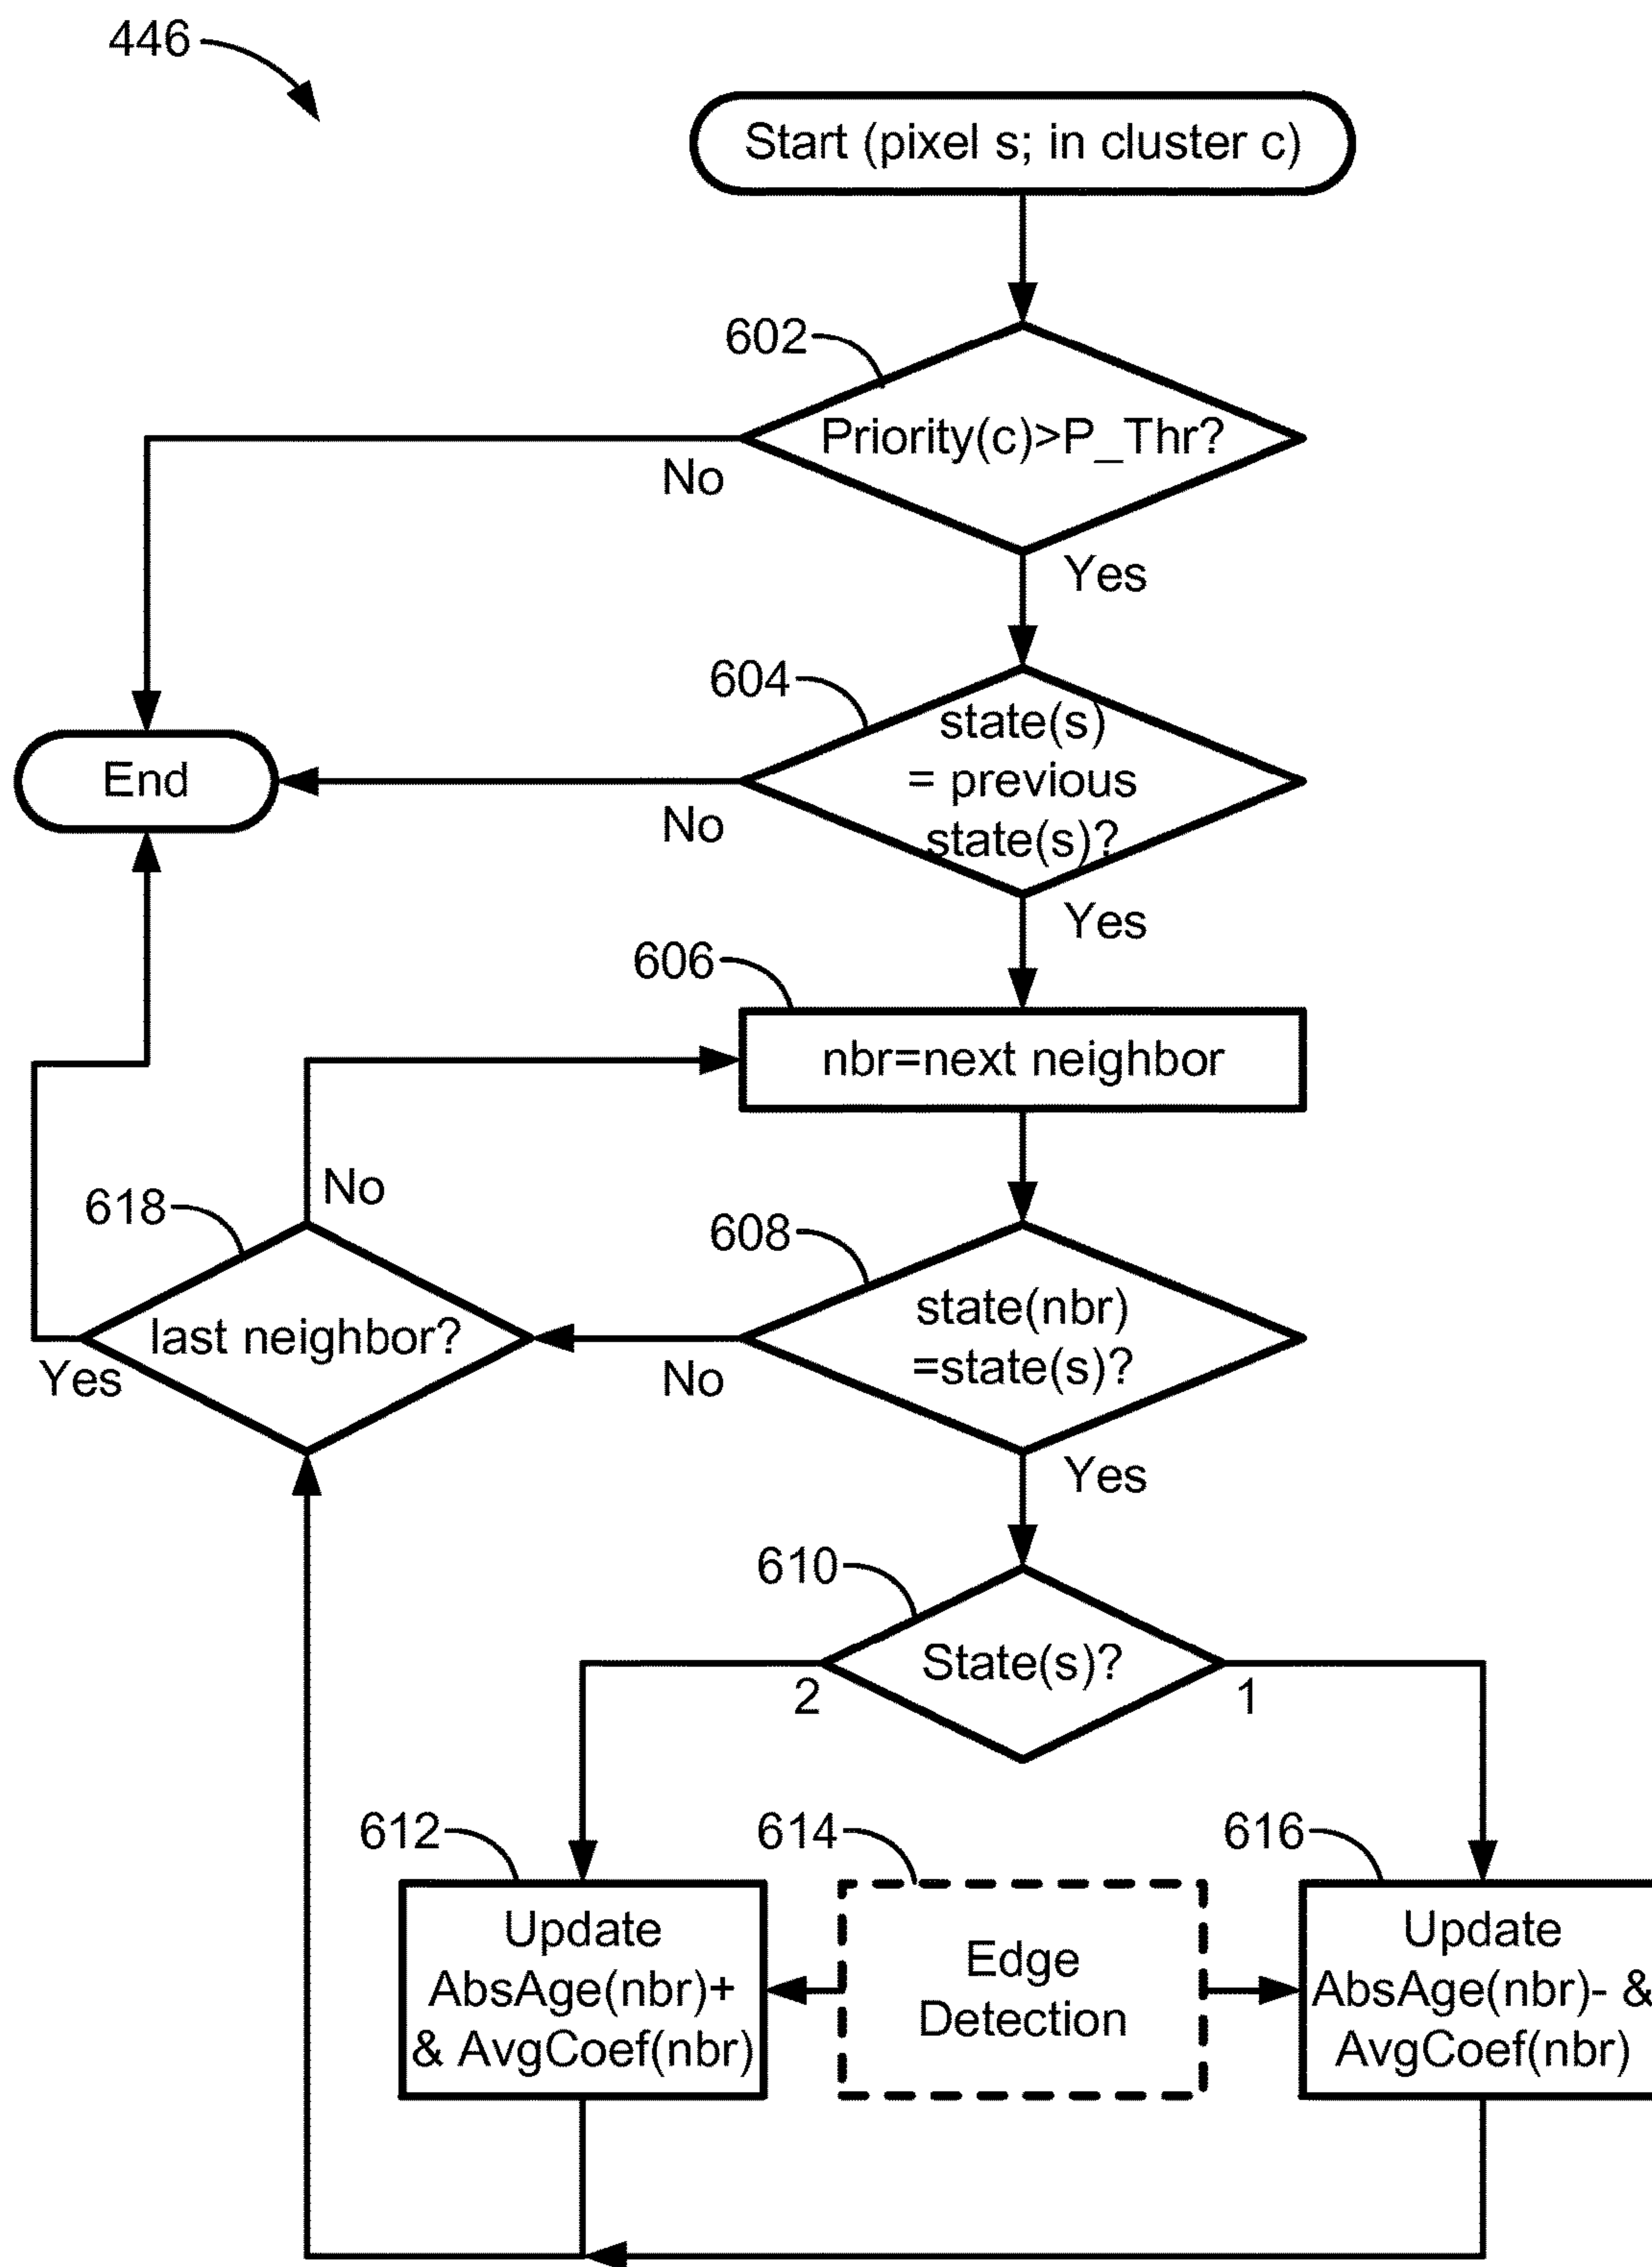 446
Start (pixel s; in cluster c)
602
Priority(c)>P_Thr?
No
Yes
604
state(s)
= previous
state(s)?
End
No
Yes
606
nbr=next neighbor
No
618
608
last neighbor?
state(nbr)
=state(s)?
Yes
No
Yes
610
State(s)?
2
1
612
614
616
Update
AbsAge(nbr)+
& AvgCoef(nbr)
Edge
Detection
Update
AbsAge(nbr)- &
AvgCoef(nbr)